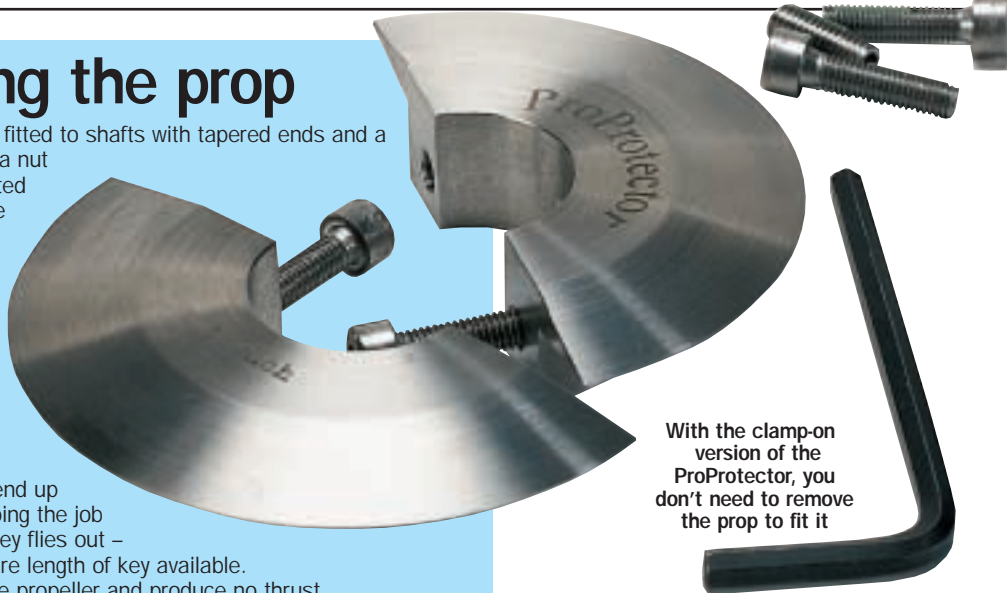 ng the prop
fitted to shafts with tapered ends and a
a nut
ted
e
ProProtector
end up
ing the job
ey flies out –
re length of key available.
e propeller and produce no thrust
With the clamp-on
version of the
ProProtector, you
don't need to remove
the prop to fit it